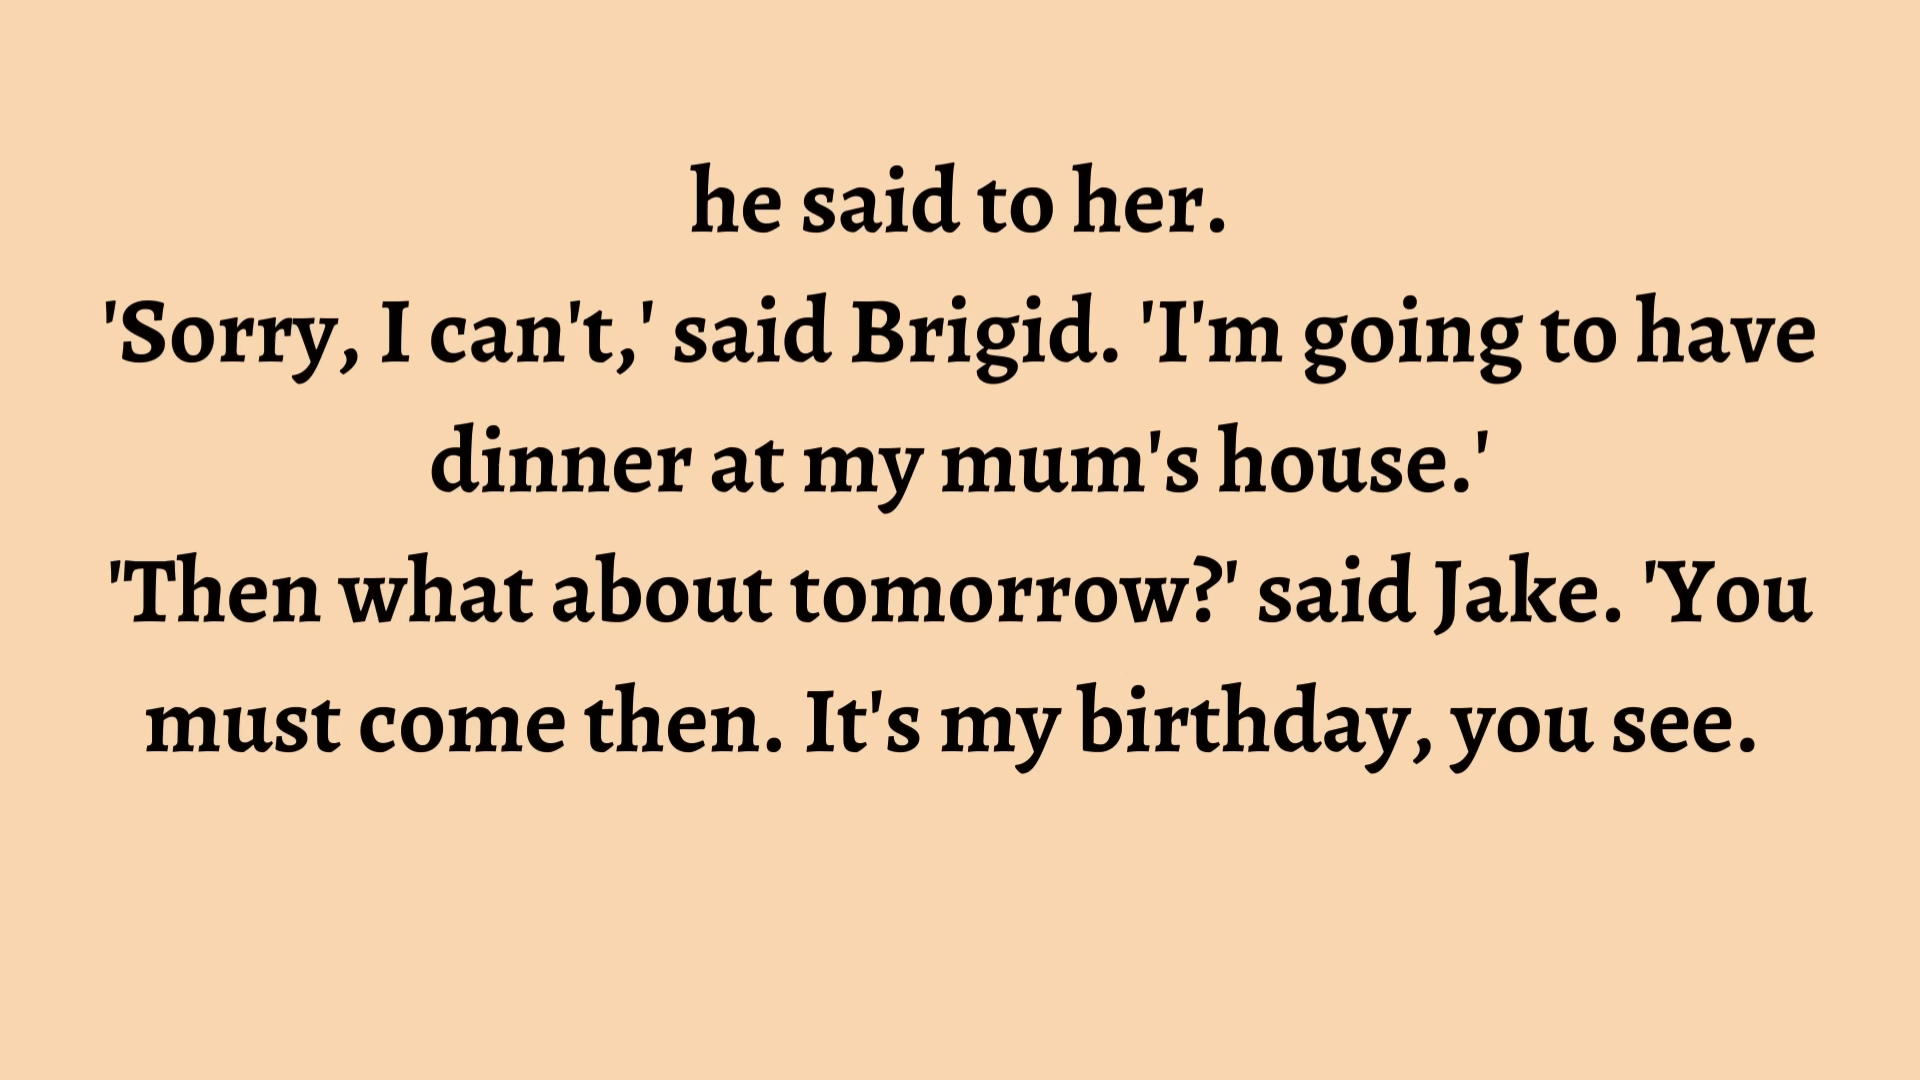 he said to her.
'Sorry, I can't,' said Brigid. 'I'm going to have
dinner at my mum's house.'
'Then what about tomorrow?' said Jake. 'You
must come then. It's my birthday, you see.